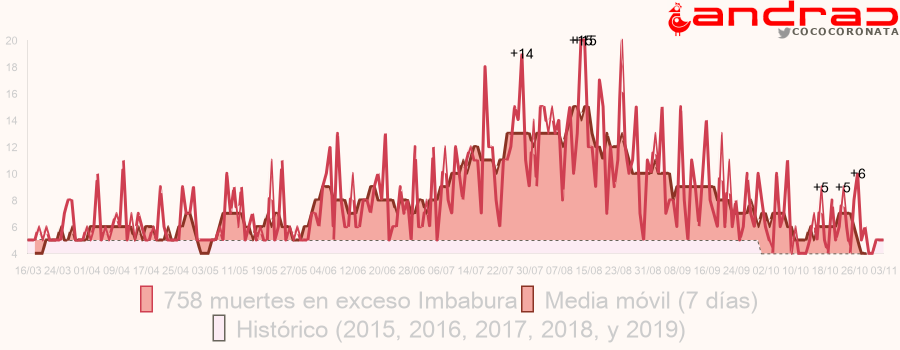 andrac
COCOCORONATA
20
18
16
14
12
10
8
6
4
+14
+15
+5
+5
+6
16/03 24/03 01/04 09/04 17/04 25/04 03/05 11/05 19/05 27/05 04/06 12/06 20/06 28/06 06/07 14/07 22/07 30/07 07/08 15/08 23/08 31/08 08/09 16/09 24/09 02/10 10/10 18/10 26/10 03/11
758 muertes en exceso Imbabura Media móvil (7 días)
Histórico (2015, 2016, 2017, 2018, y 2019)